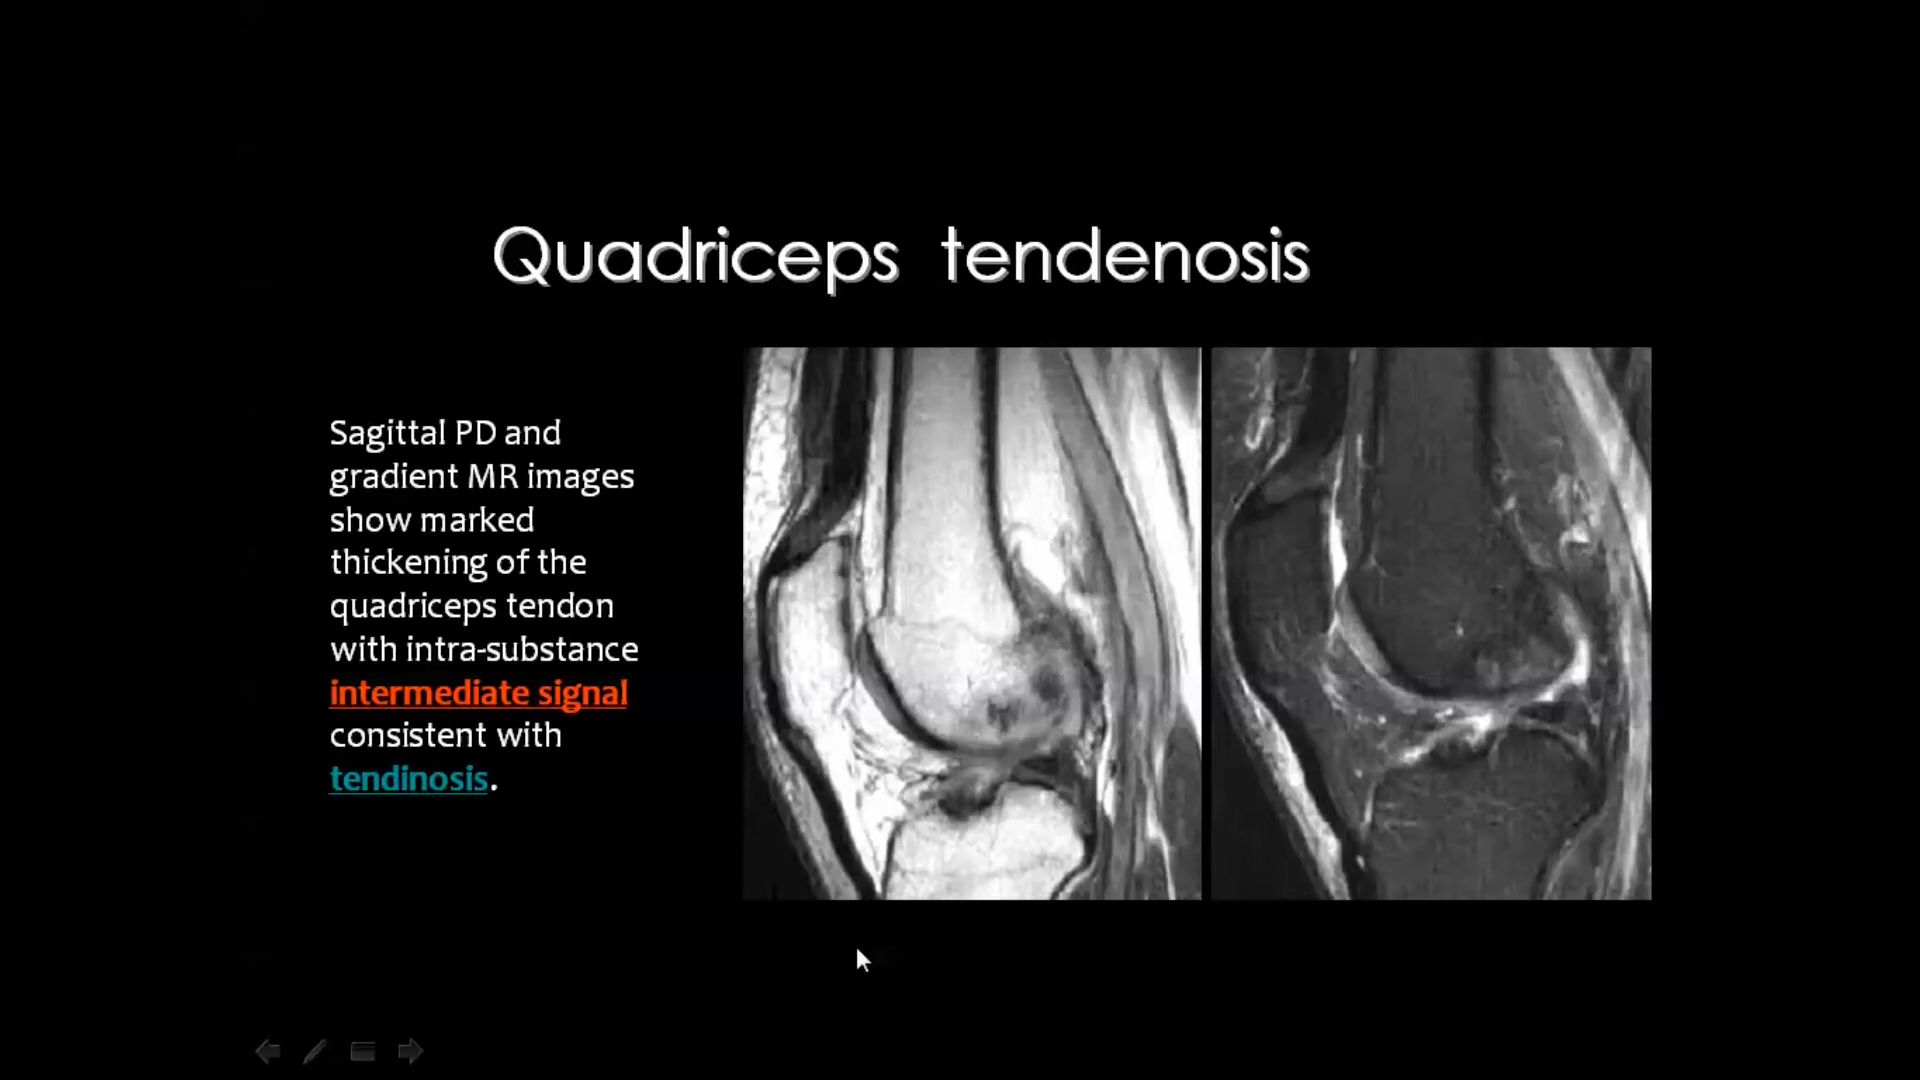 Quadriceps tendenosis
Sagittal PD and
gradient MR images
show marked
thickening of the
quadriceps tendon
with intra-substance
intermediate signal
consistent with
tendinosis.